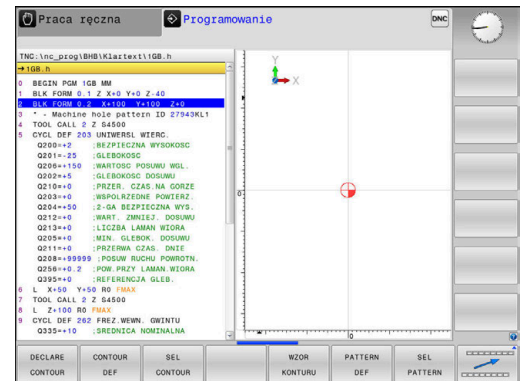 Praca ręczna
Programowanie
DNC
TNC:\nc_prog\BHB\Klartext\1GB.h
→1GB.h
0 BEGIN PGM 1GB MM
1 BLK FORM 0.1 Z X+0 Y+0 Z-40
2 BLK FORM 0.2 X+100 Y+100 Z+0
3 * - Machine hole pattern ID 27943KL1
4 TOOL CALL 2 Z S4500
5 CYCL DEF 203 UNIWERSL WIERC.
Q200=+2 ;BEZPIECZNA WYSOKOSC
Q201=-25 ;GLEBOKOSC
Q206=+150 ;WARTOSC POSUWU WGL.
Q202=+5 ;GLEBOKOSC DOSUWU
Q210=+0 ;PRZER. CZAS.NA GORZE
Q203=+0 ;WSPOLRZEDNE POWIERZ.
Q204=+50 ;2-GA BEZPIECZNA WYS.
Q212=+0 ;WART. ZMNIEJ. DOSUWU
Q213=+0 ;LICZBA LAMAN WIORA
Q205=+0 ;MIN. GLEBOK. DOSUWU
Q211=+0 ;PRZERWA CZAS. DNIE
Q208=+99999 ;POSUW RUCHU POWROTN.
Q256=+0.2 ;POW.PRZY LAMAN.WIORA
Q395=+0 ;REFERENCJA GLEB.
6 L X+50 Y+50 R0 FMAX
7 TOOL CALL 2 Z S4500
8 L Z+100 R0 FMAX
9 CYCL DEF 262 FREZ.WEWN. GWINTU
Q335=+10 ;SREDNICA NOMINALNA
Y
X
0
0
DECLARE CONTOUR
CONTOUR DEF
SEL CONTOUR
WZOR KONTURU
PATTERN DEF
SEL PATTERN